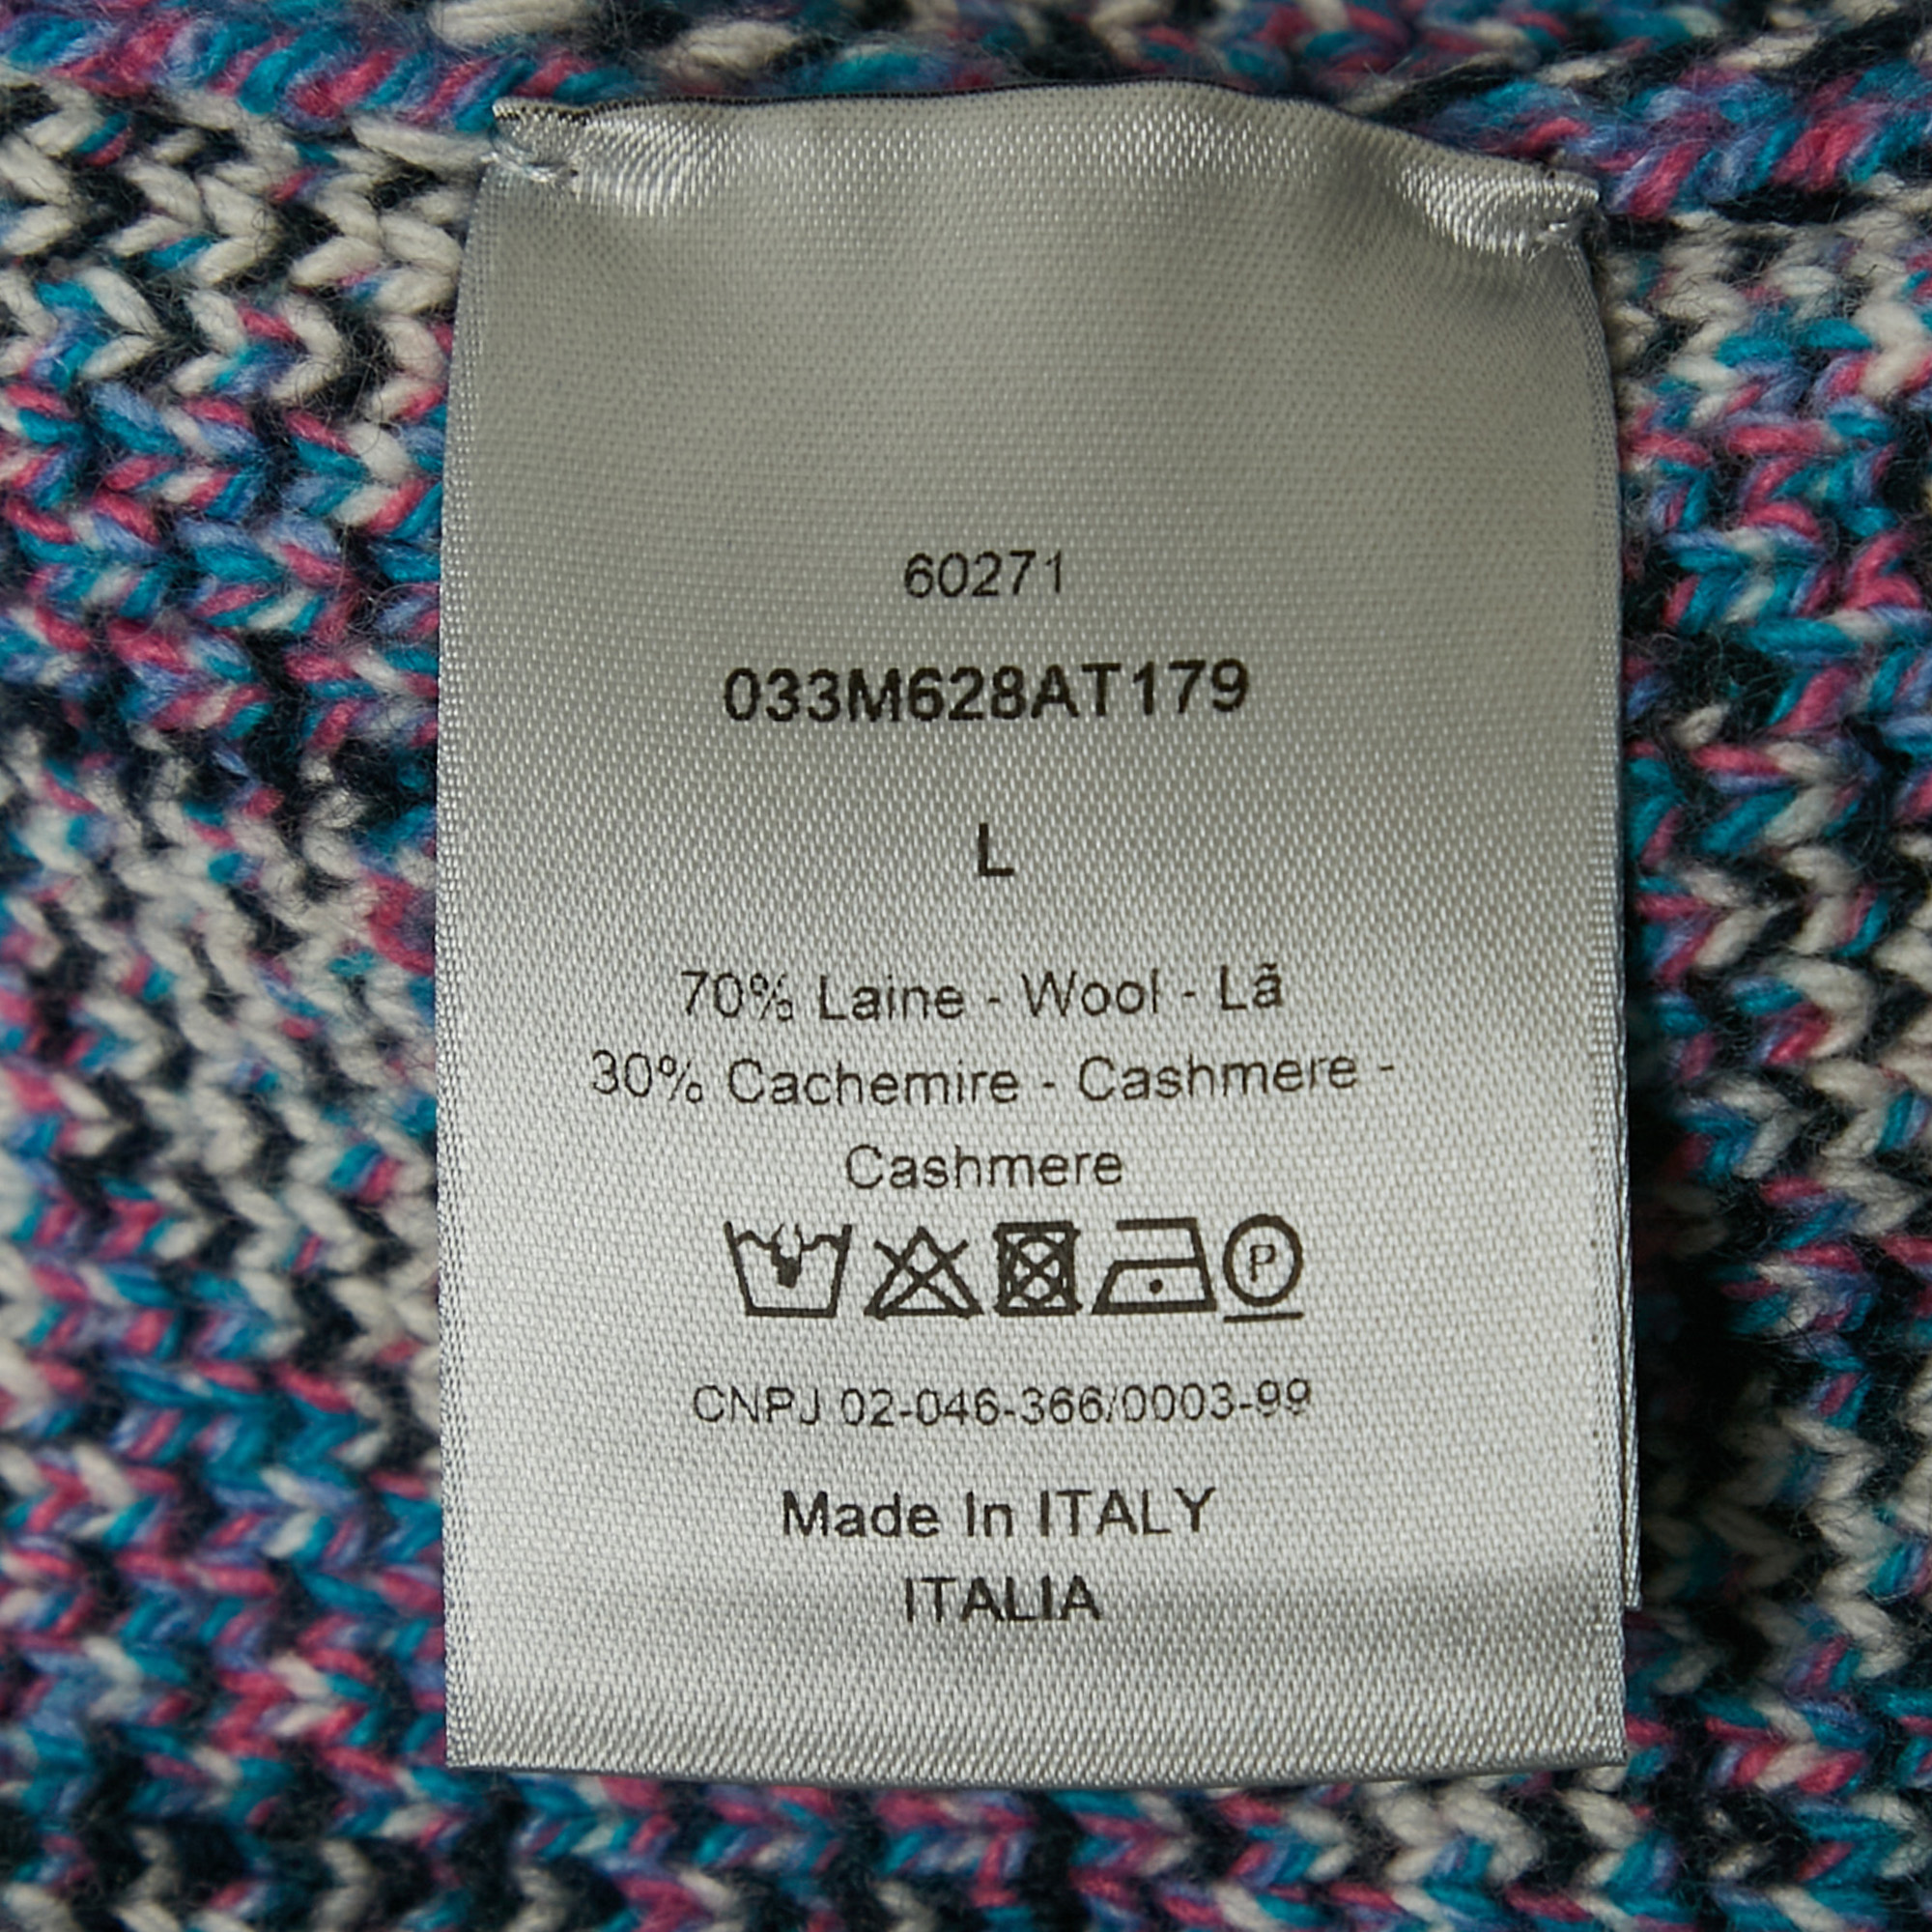 60271
033M628AT179
L
70% Laine - Wool - Lã
30% Cachemire - Cashmere -
Cashmere
P
CNPJ 02-046-366/0003-99
Made In ITALY
ITALIA